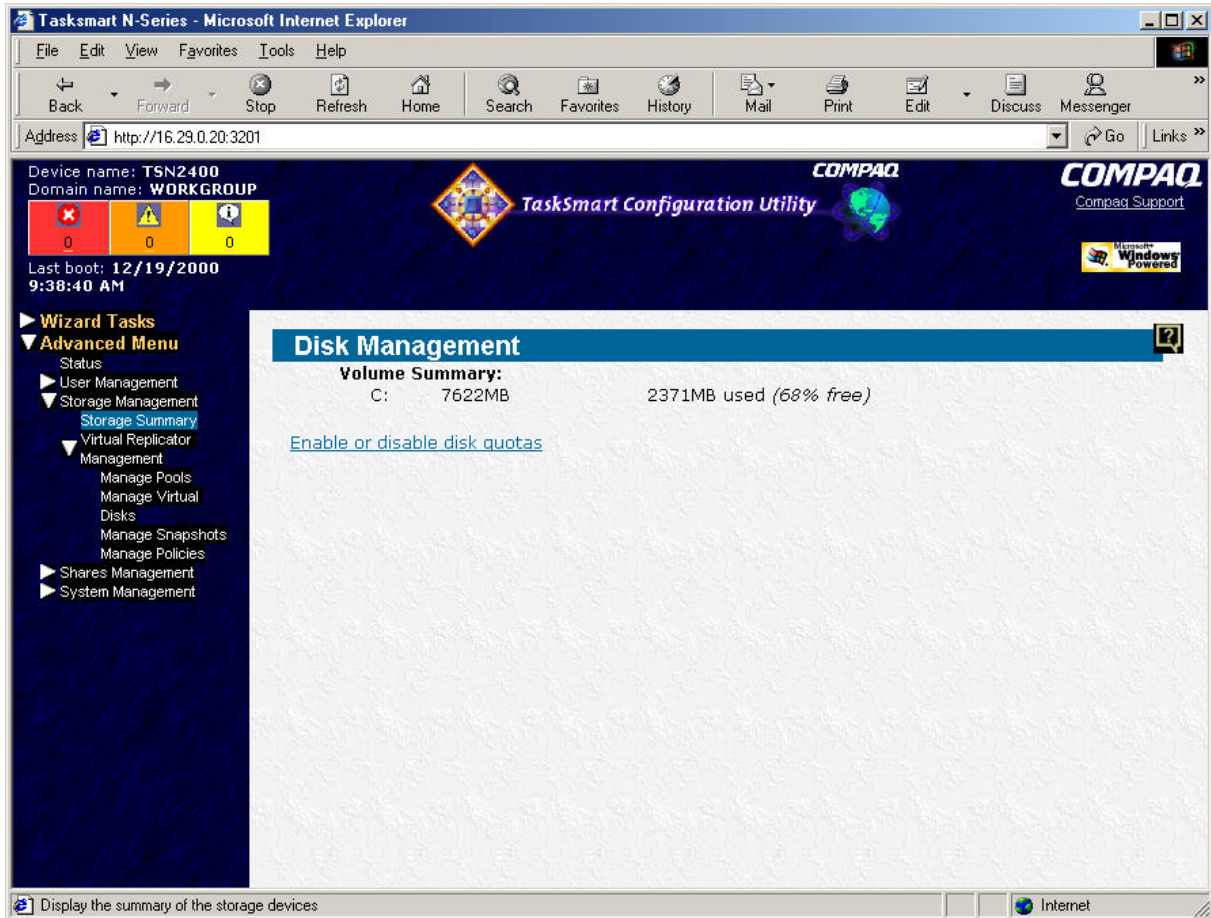 Tasksmart N-Series - Microsoft Internet Explorer
File Edit View Favorites Tools Help
Back Forward Stop Refresh Home Search Favorites History Mail Print Edit Discuss Messenger »
Address http://16.29.0.20:3201 Go Links »
Device name: TSN2400
Domain name: WORKGROUP
0 0 0
Last boot: 12/19/2000
9:38:40 AM
TaskSmart Configuration Utility
COMPAQ
COMPAQ
Compaq Support
Microsoft
Windows
Powered
Wizard Tasks
Advanced Menu
Status
User Management
Storage Management
Storage Summary
Virtual Replicator
Management
Manage Pools
Manage Virtual
Disks
Manage Snapshots
Manage Policies
Shares Management
System Management
Disk Management
Volume Summary:
C: 7622MB 2371MB used (68% free)
Enable or disable disk quotas
Display the summary of the storage devices
Internet